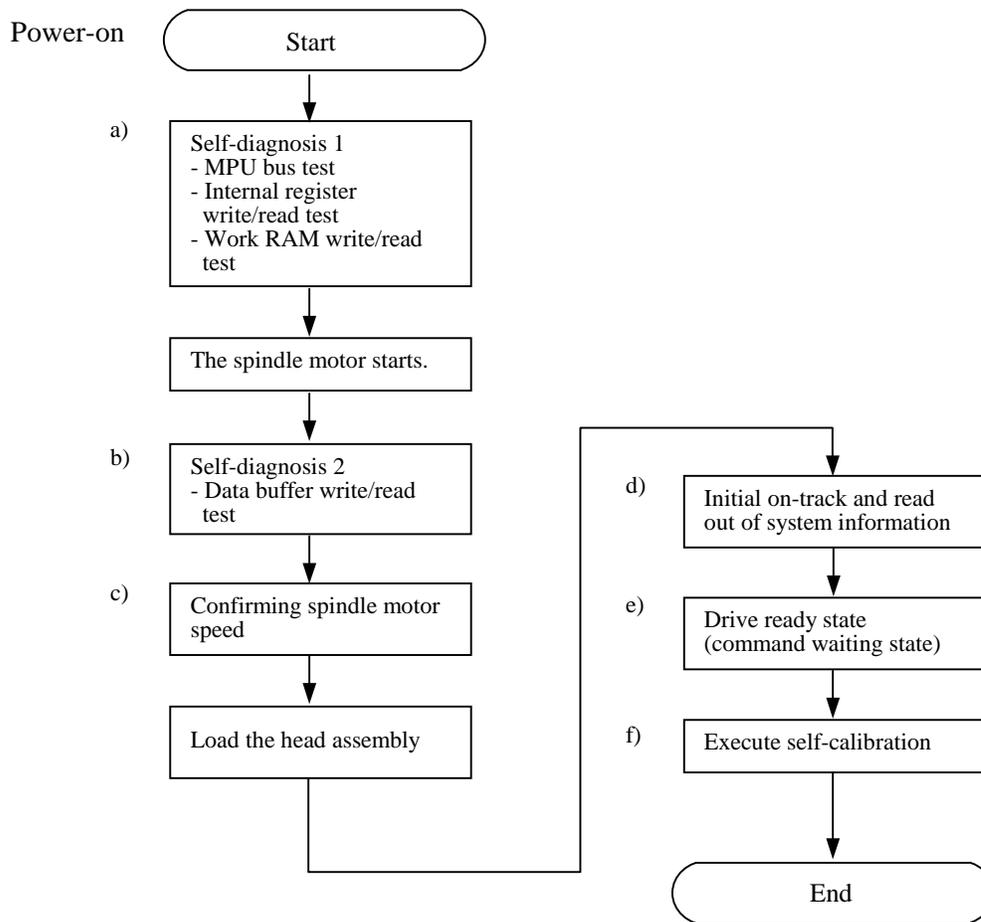 Power-on
Start
a)
Self-diagnosis 1
- MPU bus test
- Internal register
write/read test
- Work RAM write/read
test
The spindle motor starts.
b)
Self-diagnosis 2
- Data buffer write/read
test
c)
Confirming spindle motor
speed
Load the head assembly
d)
Initial on-track and read
out of system information
e)
Drive ready state
(command waiting state)
f)
Execute self-calibration
End